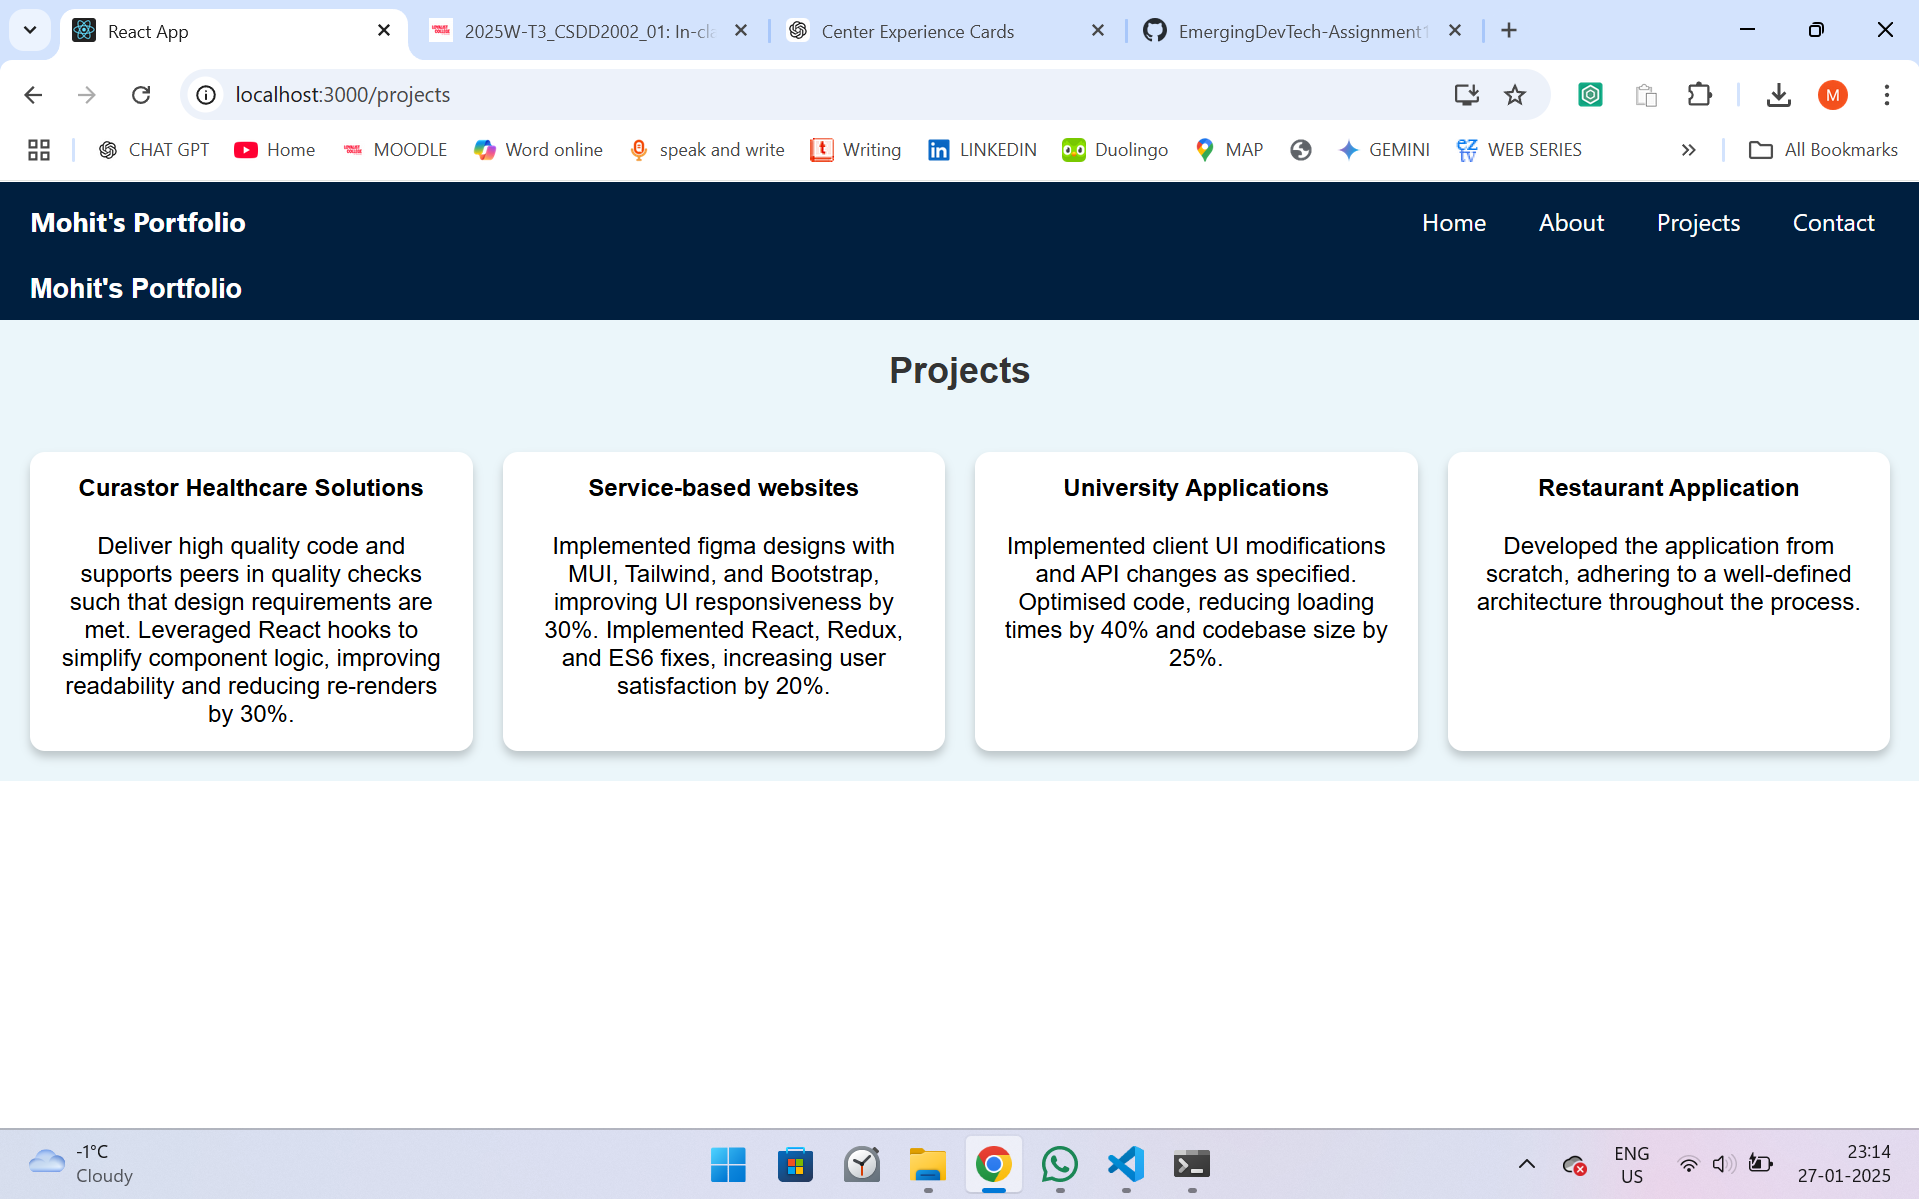 React App
2025W-T3_CSDD2002_01: In-cla
Center Experience Cards
EmergingDevTech-Assignment1
localhost:3000/projects
M
CHAT GPT
Home
MOODLE
Word online
speak and write
Writing
LINKEDIN
Duolingo
MAP
GEMINI
WEB SERIES
All Bookmarks
Mohit's Portfolio
Home
About
Projects
Contact
Mohit's Portfolio
Projects
Curastor Healthcare Solutions
Deliver high quality code and
supports peers in quality checks
such that design requirements are
met. Leveraged React hooks to
simplify component logic, improving
readability and reducing re-renders
by 30%.
Service-based websites
Implemented figma designs with
MUI, Tailwind, and Bootstrap,
improving UI responsiveness by
30%. Implemented React, Redux,
and ES6 fixes, increasing user
satisfaction by 20%.
University Applications
Implemented client UI modifications
and API changes as specified.
Optimised code, reducing loading
times by 40% and codebase size by
25%.
Restaurant Application
Developed the application from
scratch, adhering to a well-defined
architecture throughout the process.
-1°C
Cloudy
ENG
US
23:14
27-01-2025